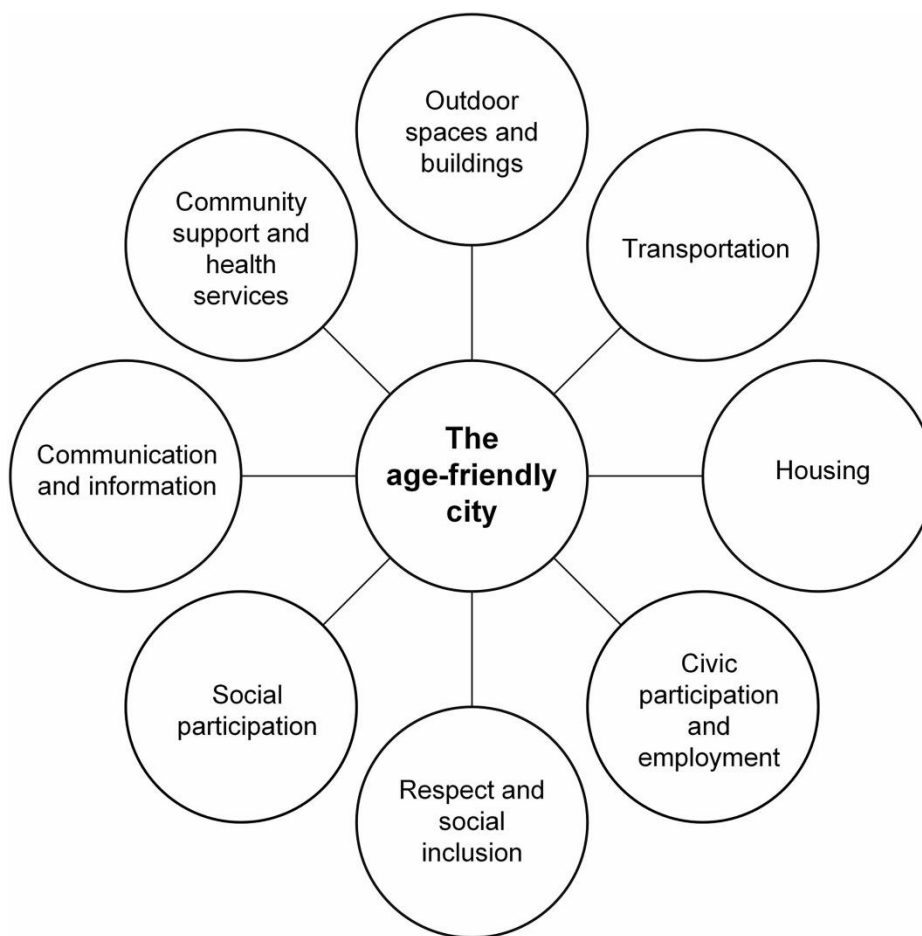 Outdoor
spaces and
buildings
Transportation
Housing
Civic
participation
and
employment
Respect and
social
inclusion
Social
participation
Communication
and information
Community
support and
health
services
The
age-friendly
city